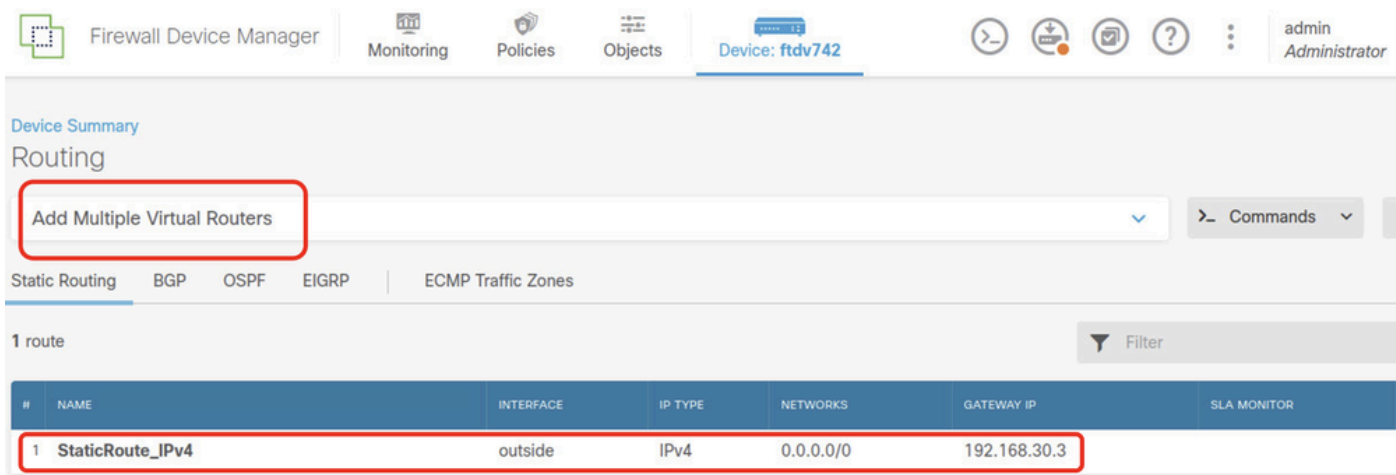 Firewall Device Manager
Monitoring
Policies
Objects
Device: ftdv742
>_
?
admin
Administrator
Device Summary
Routing
Add Multiple Virtual Routers
>_ Commands
Static Routing BGP OSPF EIGRP ECMP Traffic Zones
1 route
Filter
# NAME INTERFACE IP TYPE NETWORKS GATEWAY IP SLA MONITOR
1 StaticRoute_IPv4 outside IPv4 0.0.0.0/0 192.168.30.3